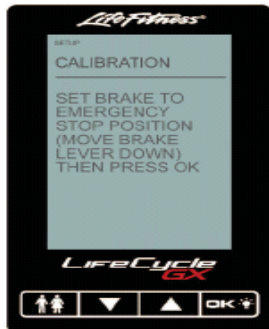 LifeFitness
SETUP
CALIBRATION
SET BRAKE TO
EMERGENCY
STOP POSITION
(MOVE BRAKE
LEVER DOWN)
THEN PRESS OK
LifeCycle
GX
OK